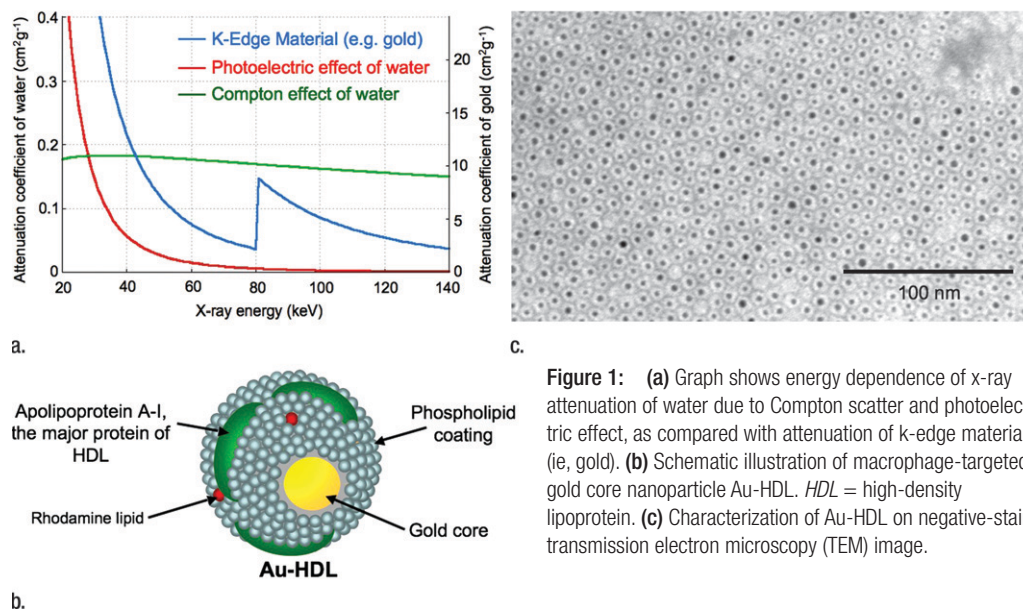 0.4
0.3
0.2
0.1
0
20
15
10
5
0
20
40
60
80
100
120
140
Attenuation coefficient of water (cm²g⁻¹)
Attenuation coefficient of gold (cm²g⁻¹)
X-ray energy (keV)
K-Edge Material (e.g. gold)
Photoelectric effect of water
Compton effect of water
a.
100 nm
c.
Apolipoprotein A-I,
the major protein of
HDL
Rhodamine lipid
Phospholipid
coating
Gold core
Au-HDL
b.
Figure 1: (a) Graph shows energy dependence of x-ray
attenuation of water due to Compton scatter and photoelec
tric effect, as compared with attenuation of k-edge materia
(ie, gold). (b) Schematic illustration of macrophage-targeted
gold core nanoparticle Au-HDL. HDL = high-density
lipoprotein. (c) Characterization of Au-HDL on negative-stai
transmission electron microscopy (TEM) image.